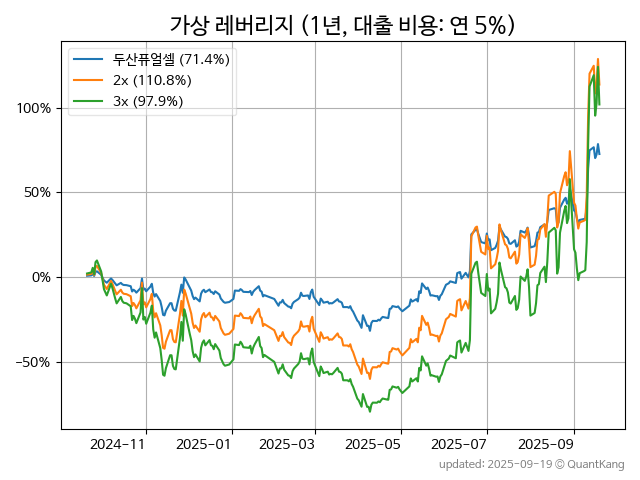 가상 레버리지 (1년, 대출 비용: 연 5%)
두산퓨얼셀 (71.4%)
2x (110.8%)
3x (97.9%)
100%
50%
0%
−50%
2024-11
2025-01
2025-03
2025-05
2025-07
2025-09
updated: 2025-09-19 © QuantKang